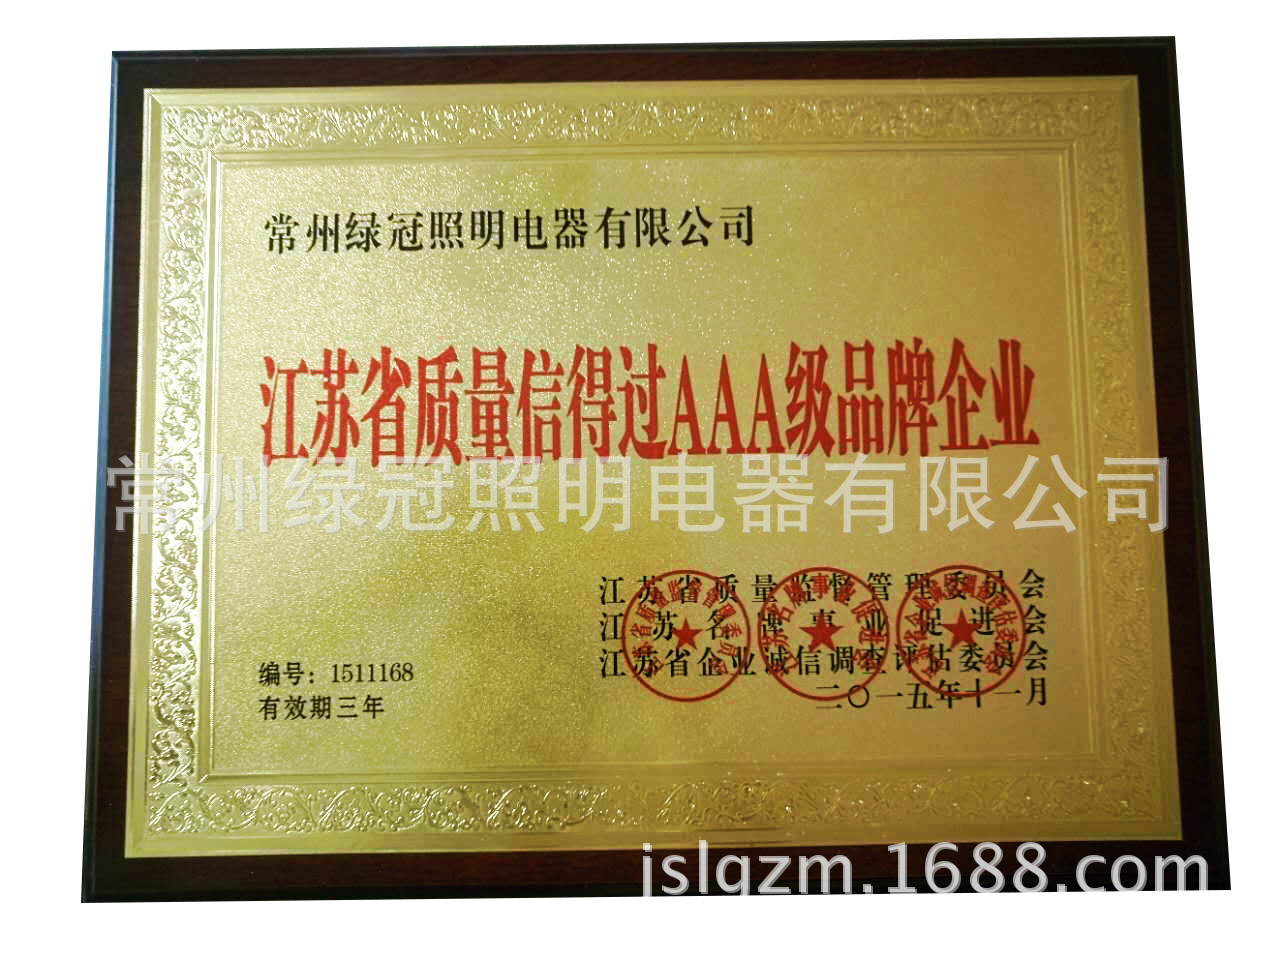 常州绿冠照明电器有限公司
江苏省质量信得过AAA级品牌企业
常州绿冠照明电器有限公司
江苏省质量监督管理委员会
江苏名牌事业促进会
江苏省企业诚信调查评估委员会
二〇一五年十一月
编号：1511168
有效期三年
jslgzm.1688.com